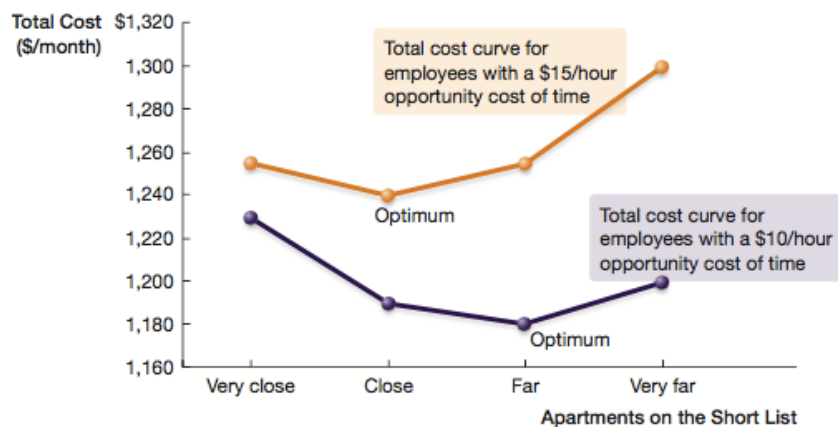 Total Cost
($/month)
$1,320
1,300
1,280
1,260
1,240
1,220
1,200
1,180
1,160
Total cost curve for
employees with a $15/hour
opportunity cost of time
Optimum
Total cost curve for
employees with a $10/hour
opportunity cost of time
Optimum
Very close
Close
Far
Very far
Apartments on the Short List